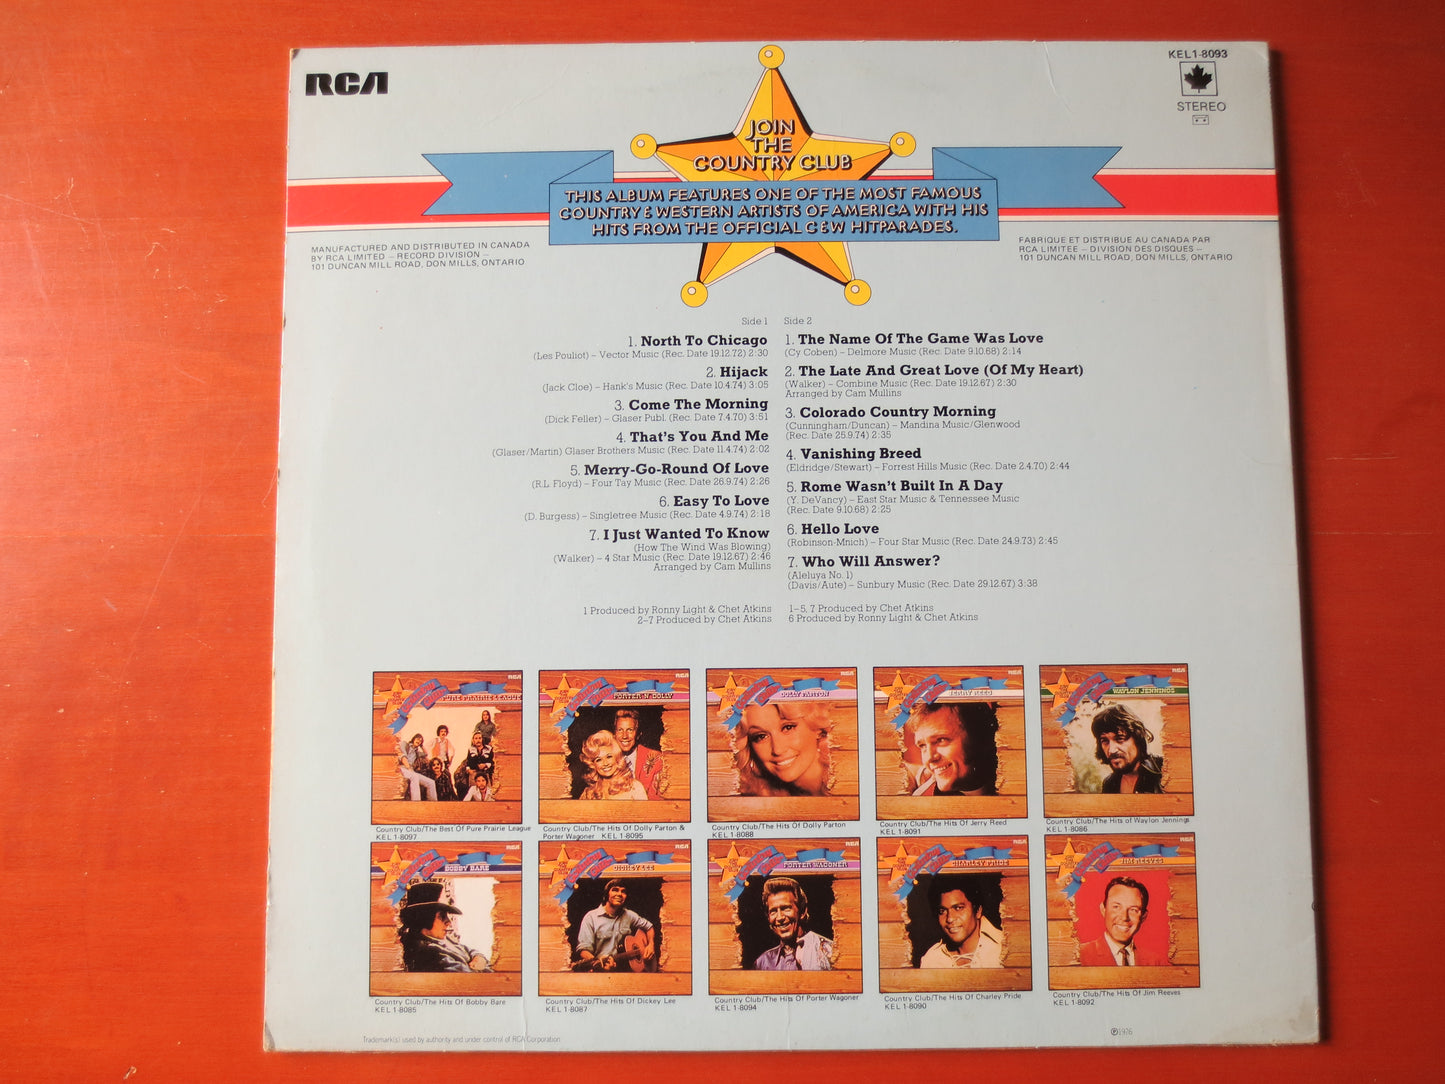 RCA
KEL1-8093
STEREO
JOIN
THE
COUNTRY CLUB
THIS ALBUM FEATURES ONE OF THE MOST FAMOUS
COUNTRY & WESTERN ARTISTS OF AMERICA WITH HIS
HITS FROM THE OFFICIAL C&W HITPARADES.
MANUFACTURED AND DISTRIBUTED IN CANADA
BY RCA LIMITED – RECORD DIVISION –
101 DUNCAN MILL ROAD, DON MILLS, ONTARIO
FABRIQUE ET DISTRIBUE AU CANADA PAR
RCA LIMITEE – DIVISION DES DISQUES –
101 DUNCAN MILL ROAD, DON MILLS, ONTARIO
Side 1
1. North To Chicago
(Les Pouliot) – Vector Music (Rec. Date 19.12.72) 2:30
2. Hijack
(Jack Cloe) – Hank's Music (Rec. Date 10.4.74) 3:05
3. Come The Morning
(Dick Feller) – Glaser Publ. (Rec. Date 7.4.70) 3:51
4. That's You And Me
(Glaser/Martin) Glaser Brothers Music (Rec. Date 11.4.74) 2:02
5. Merry-Go-Round Of Love
(R.L. Floyd) – Four Tay Music (Rec. Date 26.9.74) 2:26
6. Easy To Love
(D. Burgess) – Singletree Music (Rec. Date 4.9.74) 2:18
7. I Just Wanted To Know
(How The Wind Was Blowing)
(Walker) – 4 Star Music (Rec. Date 19.12.67) 2:46
Arranged by Cam Mullins
1 Produced by Ronny Light & Chet Atkins
2–7 Produced by Chet Atkins
Side 2
1. The Name Of The Game Was Love
(Cy Coben) – Delmore Music (Rec. Date 9.10.68) 2:14
2. The Late And Great Love (Of My Heart)
(Walker) – Combine Music (Rec. Date 19.12.67) 2:30
Arranged by Cam Mullins
3. Colorado Country Morning
(Cunningham/Duncan) – Mandina Music/Glenwood
(Rec. Date 25.9.74) 2:35
4. Vanishing Breed
(Eldridge/Stewart) – Forrest Hills Music (Rec. Date 2.4.70) 2:44
5. Rome Wasn't Built In A Day
(Y. DeVancy) – East Star Music & Tennessee Music
(Rec. Date 9.10.68) 2:25
6. Hello Love
(Robinson-Mnich) – Four Star Music (Rec. Date 24.9.73) 2:45
7. Who Will Answer?
(Aleluya No. 1)
(Davis/Aute) – Sunbury Music (Rec. Date 29.12.67) 3:38
1–5, 7 Produced by Chet Atkins
6 Produced by Ronny Light & Chet Atkins
RCA
PURE PRAIRIE LEAGUE
RCA
PORTER-N-DOLLY
RCA
DOLLY PARTON
RCA
JERRY REED
RCA
WAYLON JENNINGS
Country Club/The Best Of Pure Prairie League
KEL 1-8097
Country Club/The Hits Of Dolly Parton &
Porter Wagoner KEL 1-8095
Country Club/The Hits Of Dolly Parton
KEL 1-8088
Country Club/The Hits Of Jerry Reed
KEL 1-8091
Country Club/The Hits of Waylon Jennings
KEL 1-8086
RCA
BOBBY BARE
RCA
DICKEY LEE
RCA
PORTER WAGONER
RCA
CHARLEY PRIDE
RCA
JIM REEVES
Country Club/The Hits Of Bobby Bare
KEL 1-8085
Country Club/The Hits Of Dickey Lee
KEL 1-8087
Country Club/The Hits Of Porter Wagoner
KEL 1-8094
Country Club/The Hits Of Charley Pride
KEL 1-8090
Country Club/The Hits Of Jim Reeves
KEL 1-8092
Trademark(s) used by authority and under control of RCA Corporation
℗1976